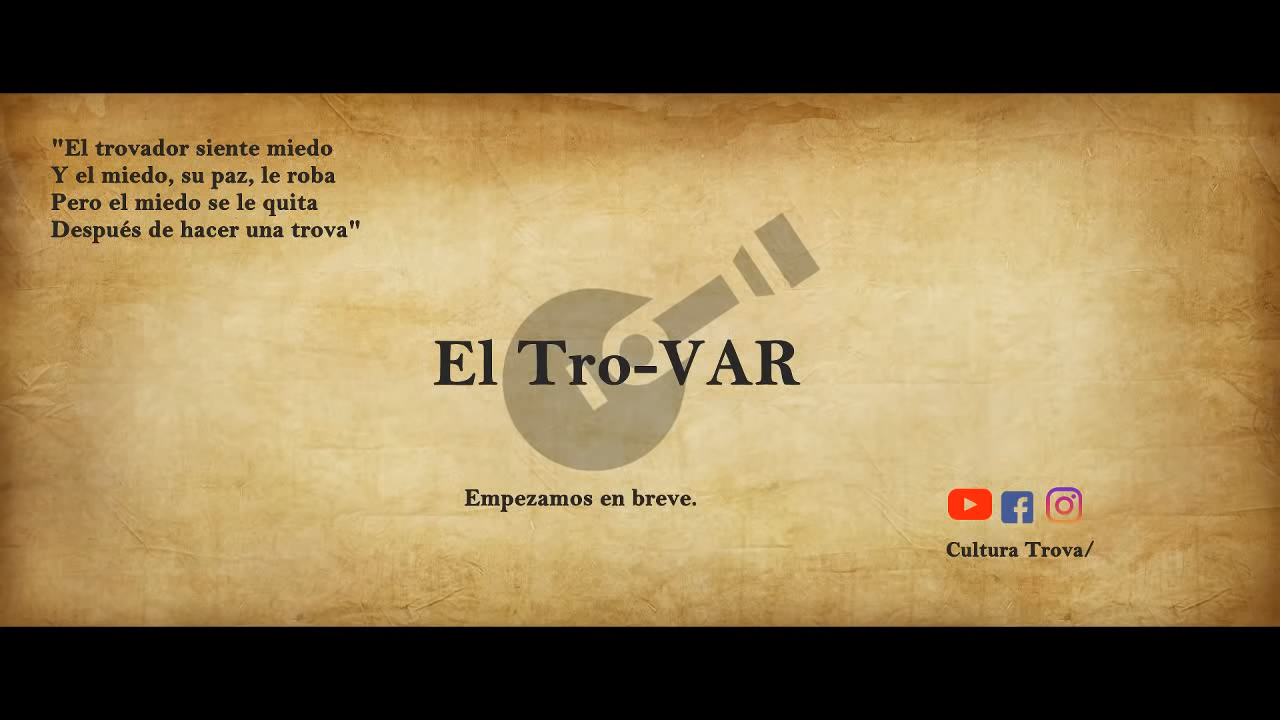 "El trovador siente miedo
Y el miedo, su paz, le roba
Pero el miedo se le quita
Después de hacer una trova"
El Tro-VAR
Empezamos en breve.
Cultura Trova/